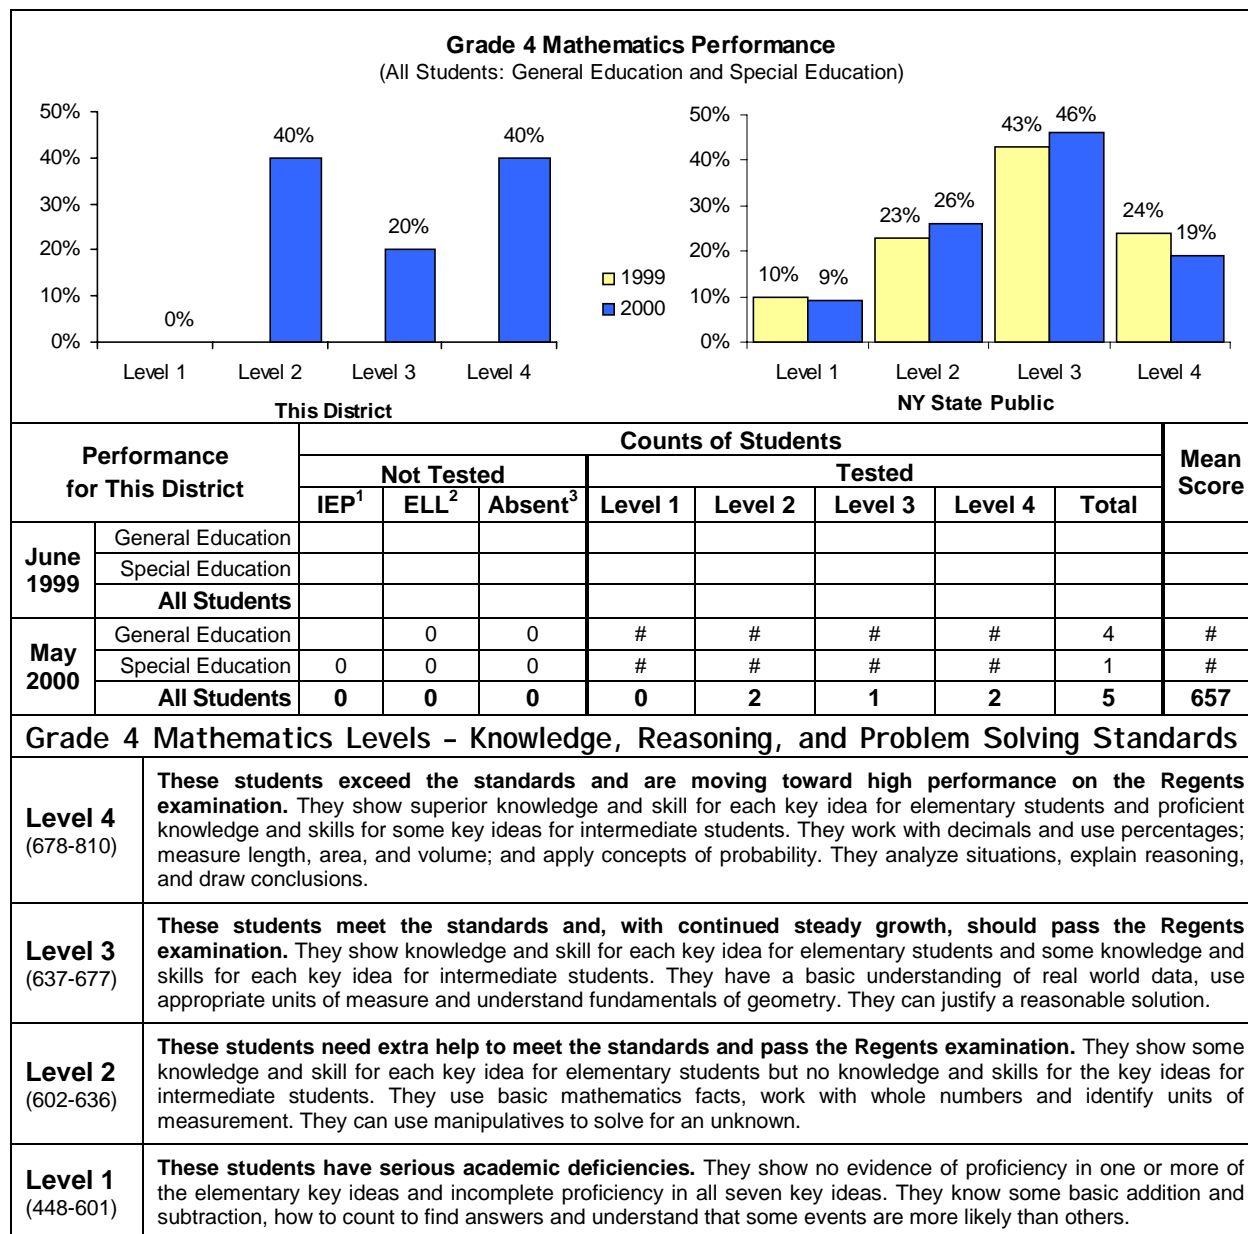 Grade 4 Mathematics Performance
(All Students: General Education and Special Education)
50%
40%
30%
20%
10%
0%
0%
40%
20%
40%
Level 1 Level 2 Level 3 Level 4
This District
1999
2000
50%
40%
30%
20%
10%
0%
10% 9%
23% 26%
43% 46%
24% 19%
Level 1 Level 2 Level 3 Level 4
NY State Public
Performance
for This District
Counts of Students
Mean
Score
Not Tested Tested
IEP1 ELL2 Absent3 Level 1 Level 2 Level 3 Level 4 Total
June
1999
General Education
Special Education
All Students
May
2000
General Education 0 0 # # # # 4 #
Special Education 0 0 0 # # # # 1 #
All Students 0 0 0 0 2 1 2 5 657
Grade 4 Mathematics Levels – Knowledge, Reasoning, and Problem Solving Standards
Level 4
(678-810)
These students exceed the standards and are moving toward high performance on the Regents
examination. They show superior knowledge and skill for each key idea for elementary students and proficient
knowledge and skills for some key ideas for intermediate students. They work with decimals and use percentages;
measure length, area, and volume; and apply concepts of probability. They analyze situations, explain reasoning,
and draw conclusions.
Level 3
(637-677)
These students meet the standards and, with continued steady growth, should pass the Regents
examination. They show knowledge and skill for each key idea for elementary students and some knowledge and
skills for each key idea for intermediate students. They have a basic understanding of real world data, use
appropriate units of measure and understand fundamentals of geometry. They can justify a reasonable solution.
Level 2
(602-636)
These students need extra help to meet the standards and pass the Regents examination. They show some
knowledge and skill for each key idea for elementary students but no knowledge and skills for the key ideas for
intermediate students. They use basic mathematics facts, work with whole numbers and identify units of
measurement. They can use manipulatives to solve for an unknown.
Level 1
(448-601)
These students have serious academic deficiencies. They show no evidence of proficiency in one or more of
the elementary key ideas and incomplete proficiency in all seven key ideas. They know some basic addition and
subtraction, how to count to find answers and understand that some events are more likely than others.